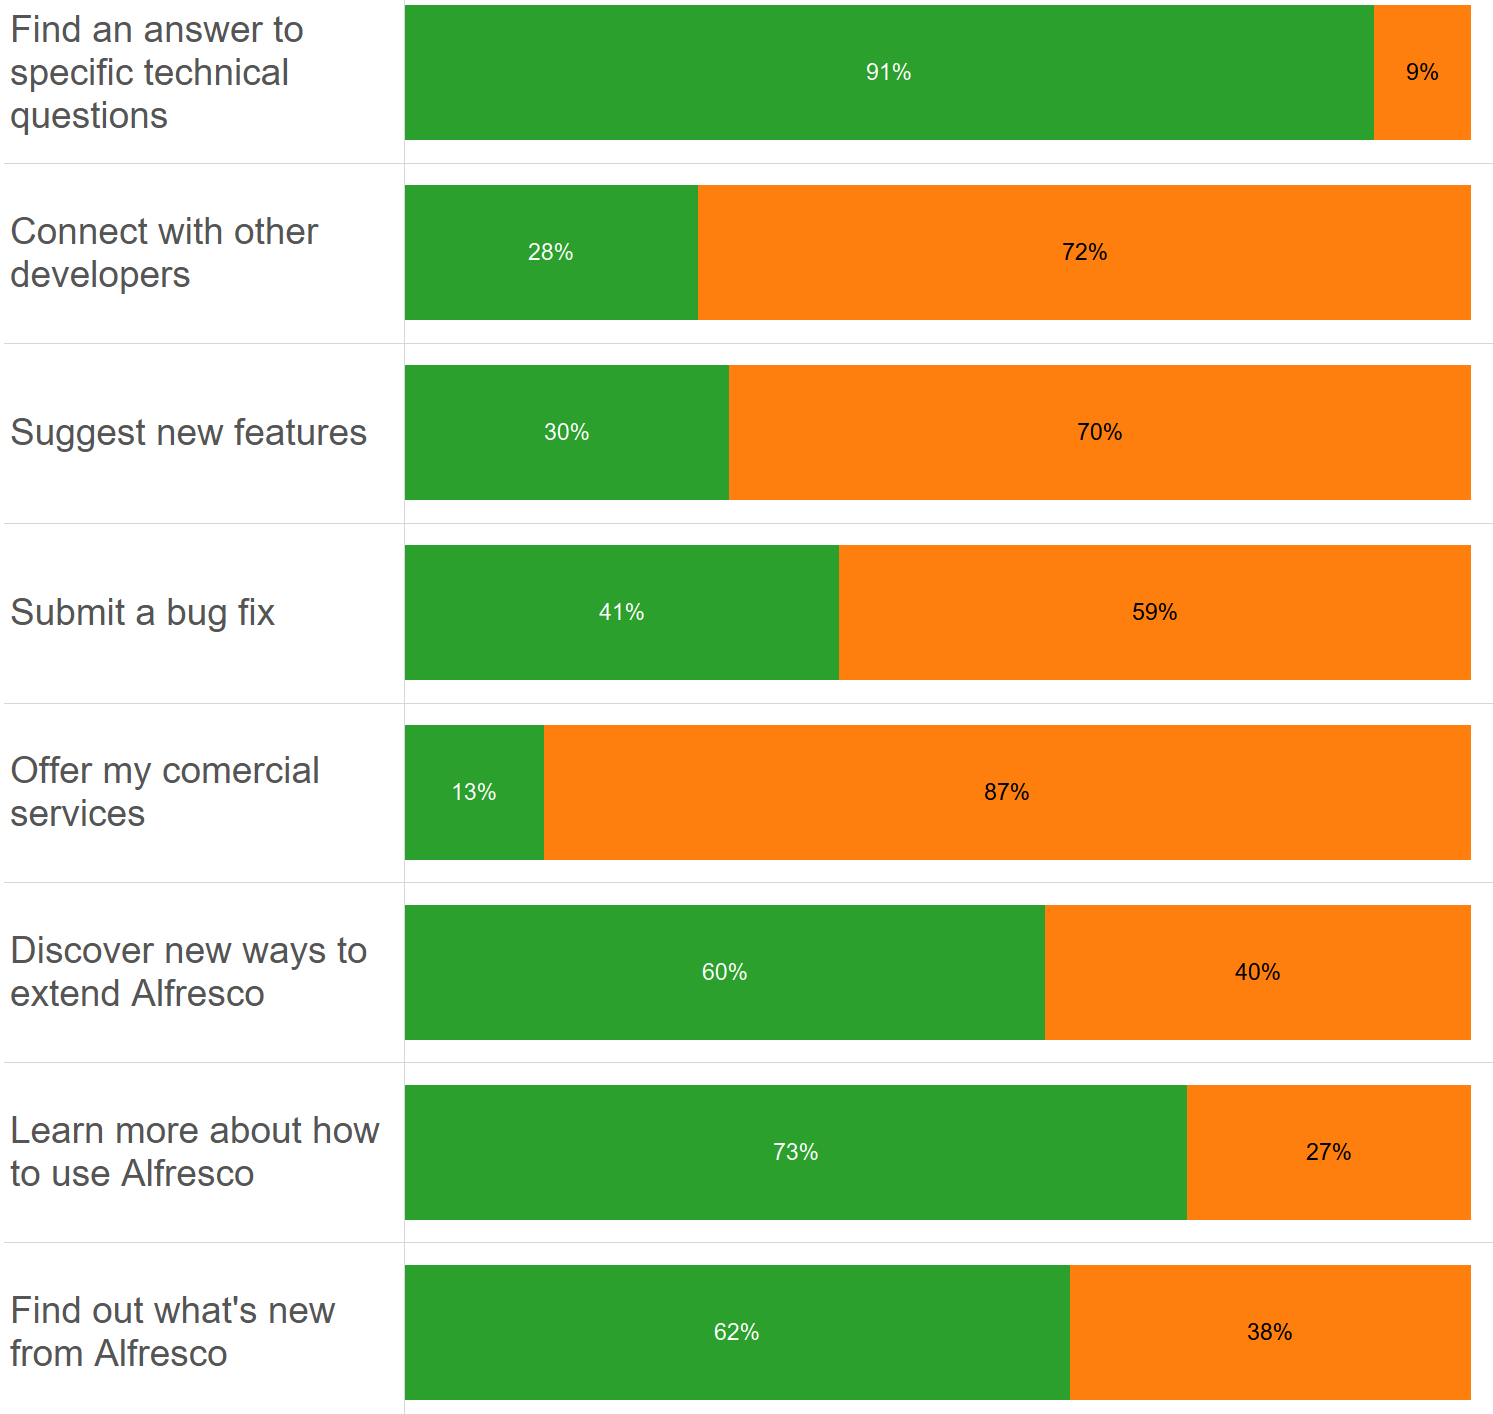 Find an answer to
specific technical
questions
91%
9%
Connect with other
developers
28%
72%
Suggest new features
30%
70%
Submit a bug fix
41%
59%
Offer my comercial
services
13%
87%
Discover new ways to
extend Alfresco
60%
40%
Learn more about how
to use Alfresco
73%
27%
Find out what's new
from Alfresco
62%
38%